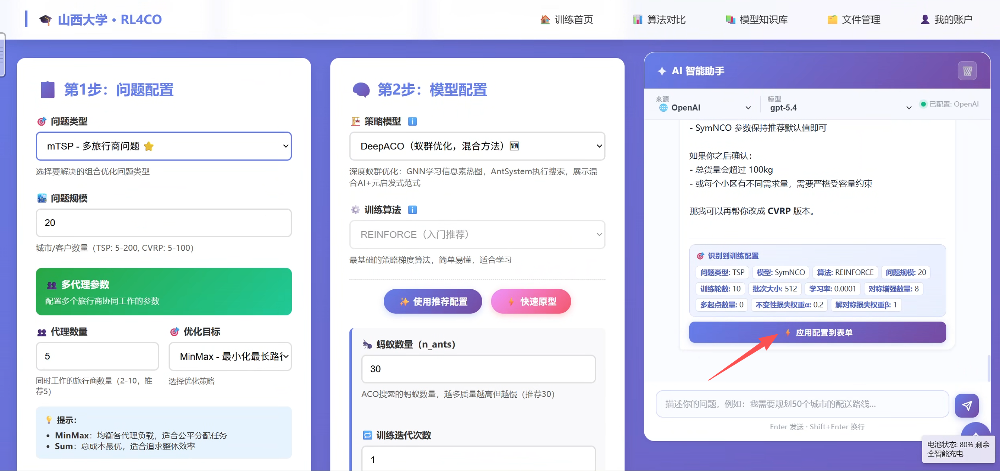 山西大学 • RL4CO
训练首页
算法对比
模型知识库
文件管理
我的账户
第1步：问题配置
问题类型
mTSP - 多旅行商问题 ⭐
选择要解决的组合优化问题类型
问题规模
20
城市/客户数量（TSP: 5-200, CVRP: 5-100）
多代理参数
配置多个旅行商协同工作的参数
代理数量
5
同时工作的旅行商数量（2-10，推
荐5）
优化目标
MinMax - 最小化最长路径
选择优化策略
提示：
• MinMax：均衡各代理负载，适合公平分配任务
• Sum：总成本最优，适合追求整体效率
第2步：模型配置
策略模型 i
DeepACO（蚁群优化，混合方法）NEW
深度蚁群优化：GNN学习信息素热图，AntSystem执行搜索，展示混
合AI+元启发式范式
训练算法 i
REINFORCE（入门推荐）
最基础的策略梯度算法，简单易懂，适合学习
使用推荐配置
快速原型
蚂蚁数量（n_ants）
30
ACO搜索的蚂蚁数量，越多质量越高但越慢（推荐30）
训练迭代次数
1
AI 智能助手
来源
OpenAI
模型
gpt-5.4
已配置: OpenAI
- SymNCO 参数保持推荐默认值即可
如果你之后确认：
- 总货量会超过 100kg
- 或每个小区有不同需求量，需要严格受容量约束
那我可以再帮你改成 CVRP 版本。
识别到训练配置
问题类型: TSP 模型: SymNCO 算法: REINFORCE 问题规模: 20
训练轮数: 10 批次大小: 512 学习率: 0.0001 对称增强数量: 8
多起点数量: 0 不变性损失权重α: 0.2 解对称损失权重β: 1
应用配置到表单
描述你的问题，例如：我需要规划50个城市的配送路线...
Enter 发送 · Shift+Enter 换行
电池状态: 80% 剩余
全智能充电